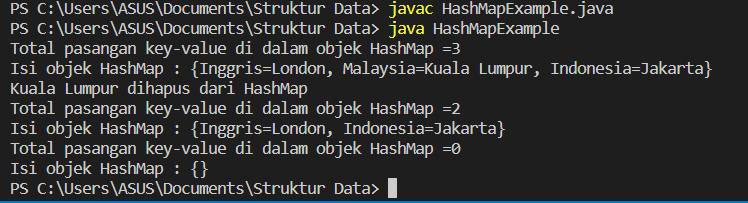 PS C:\Users\ASUS\Documents\Struktur Data> javac HashMapExample.java
PS C:\Users\ASUS\Documents\Struktur Data> java HashMapExample
Total pasangan key-value di dalam objek HashMap =3
Isi objek HashMap : {Inggris=London, Malaysia=Kuala Lumpur, Indonesia=Jakarta}
Kuala Lumpur dihapus dari HashMap
Total pasangan key-value di dalam objek HashMap =2
Isi objek HashMap : {Inggris=London, Indonesia=Jakarta}
Total pasangan key-value di dalam objek HashMap =0
Isi objek HashMap : {}
PS C:\Users\ASUS\Documents\Struktur Data>